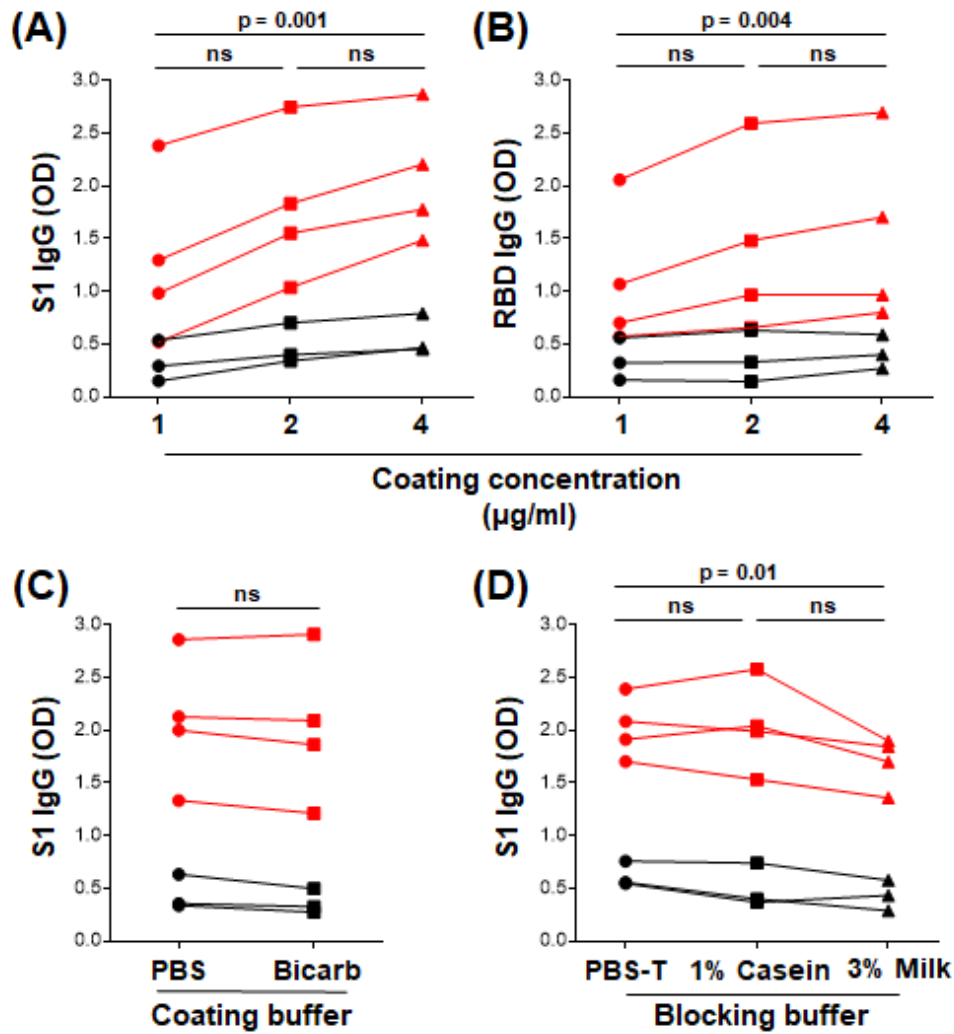 (A)
p = 0.001
ns ns
S1 IgG (OD)
3.0
2.5
2.0
1.5
1.0
0.5
0.0
1 2 4
(B)
p = 0.004
ns ns
RBD IgG (OD)
3.0
2.5
2.0
1.5
1.0
0.5
0.0
1 2 4
Coating concentration
(µg/ml)
(C)
ns
S1 IgG (OD)
3.0
2.5
2.0
1.5
1.0
0.5
0.0
PBS Bicarb
Coating buffer
(D)
p = 0.01
ns ns
S1 IgG (OD)
3.0
2.5
2.0
1.5
1.0
0.5
0.0
PBS-T 1% Casein 3% Milk
Blocking buffer